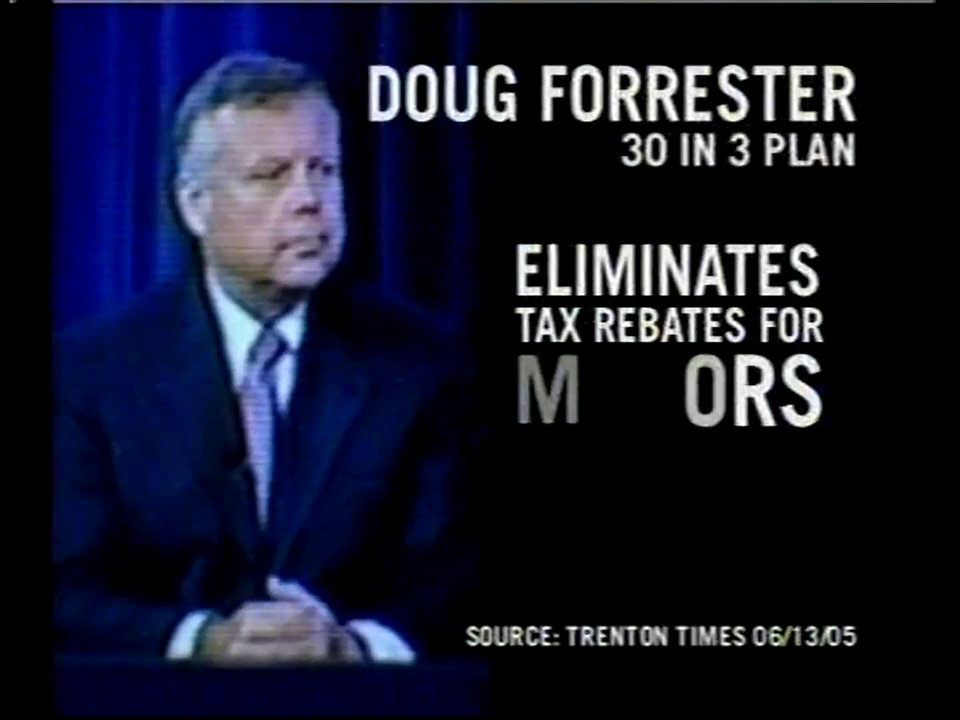 DOUG FORRESTER
30 IN 3 PLAN
ELIMINATES
TAX REBATES FOR
M ORS
SOURCE: TRENTON TIMES 06/13/05